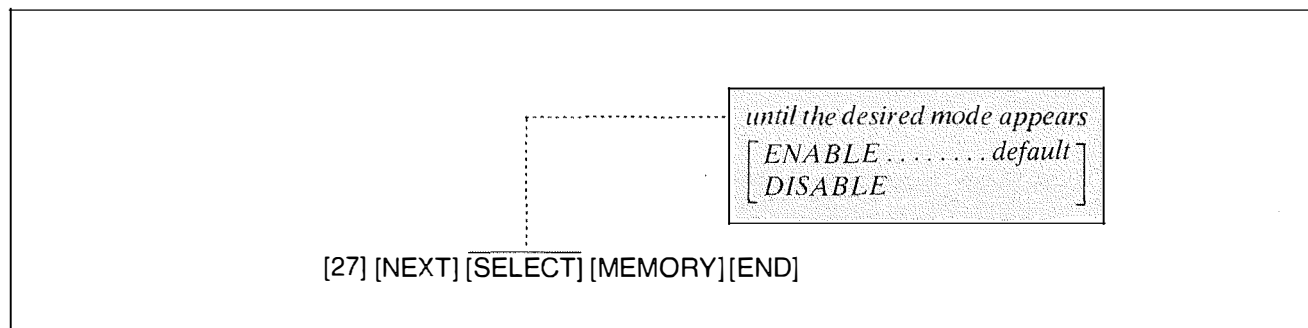 until the desired mode appears
ENABLE ........ default
DISABLE
[27] [NEXT] [SELECT] [MEMORY] [END]